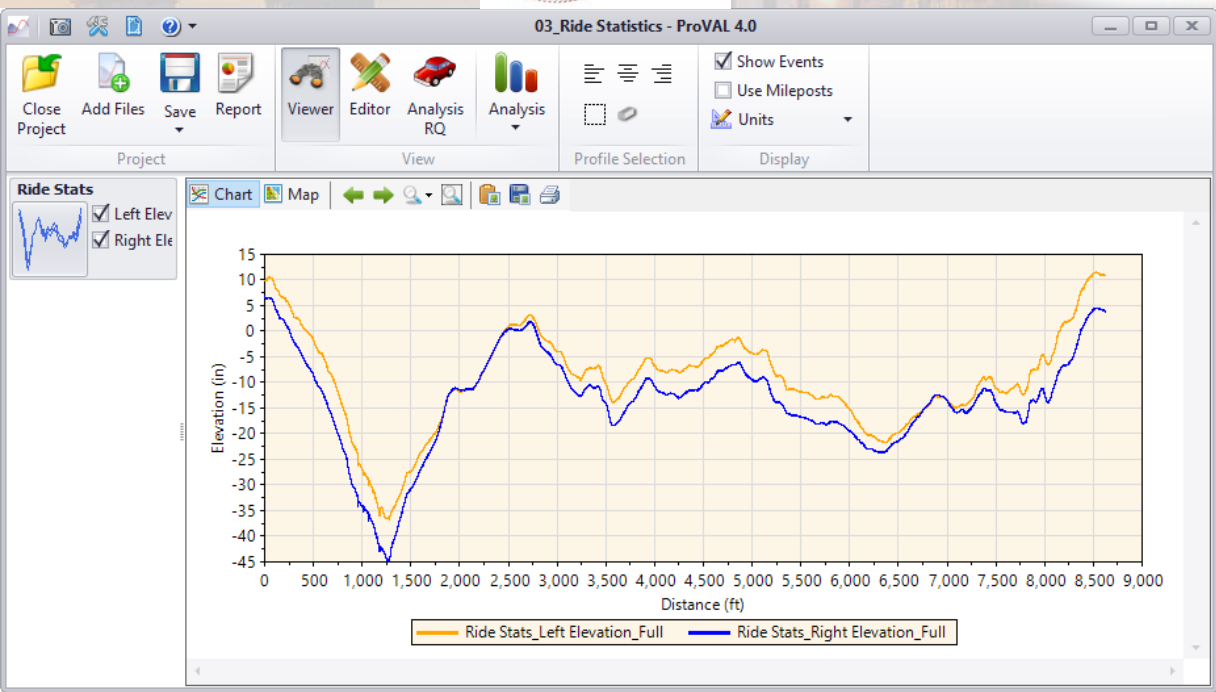 03_Ride Statistics - ProVAL 4.0
Close Project
Add Files
Save
Report
Viewer
Editor
Analysis RQ
Analysis
Show Events
Use Mileposts
Units
Project
View
Profile Selection
Display
Ride Stats
Left Elev
Right Ele
Chart
Map
15
10
5
0
-5
-10
-15
-20
-25
-30
-35
-40
-45
Elevation (in)
0 500 1,000 1,500 2,000 2,500 3,000 3,500 4,000 4,500 5,000 5,500 6,000 6,500 7,000 7,500 8,000 8,500 9,000
Distance (ft)
Ride Stats_Left Elevation_Full Ride Stats_Right Elevation_Full